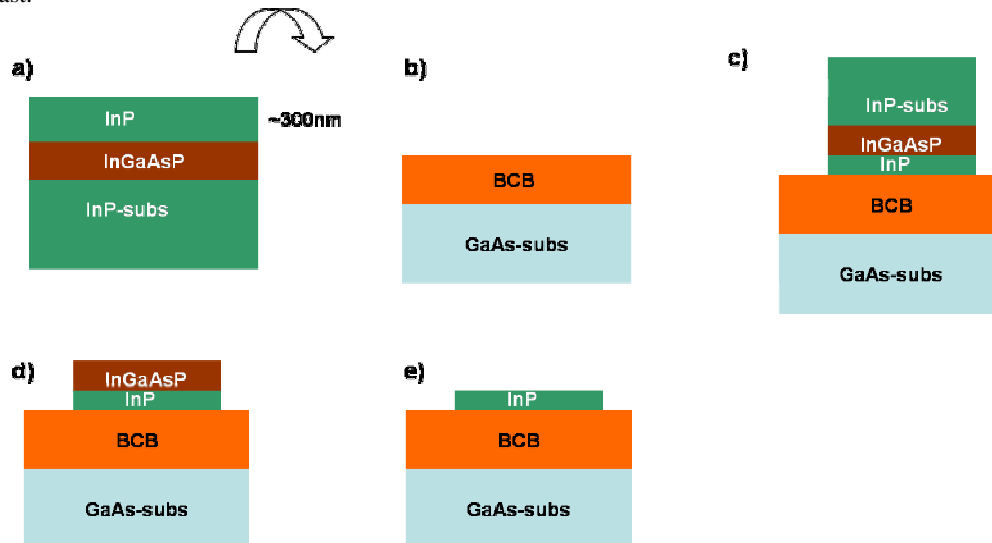 a)
InP
~300nm
InGaAsP
InP-subs
b)
BCB
GaAs-subs
c)
InP-subs
InGaAsP
InP
BCB
GaAs-subs
d)
InGaAsP
InP
BCB
GaAs-subs
e)
InP
BCB
GaAs-subs